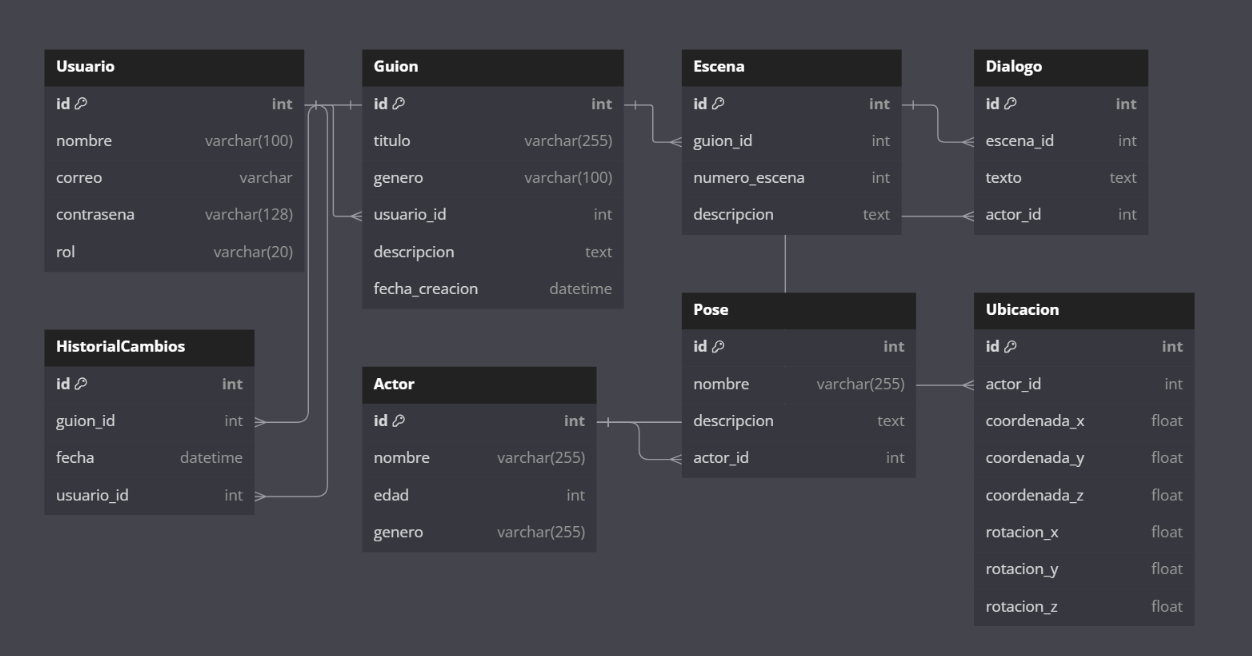 Usuario
id int
nombre varchar(100)
correo varchar
contrasena varchar(128)
rol varchar(20)
Guion
id int
titulo varchar(255)
genero varchar(100)
usuario_id int
descripcion text
fecha_creacion datetime
Escena
id int
guion_id int
numero_escena int
descripcion text
Dialogo
id int
escena_id int
texto text
actor_id int
HistorialCambios
id int
guion_id int
fecha datetime
usuario_id int
Actor
id int
nombre varchar(255)
edad int
genero varchar(255)
Pose
id int
nombre varchar(255)
descripcion text
actor_id int
Ubicacion
id int
actor_id int
coordenada_x float
coordenada_y float
coordenada_z float
rotacion_x float
rotacion_y float
rotacion_z float